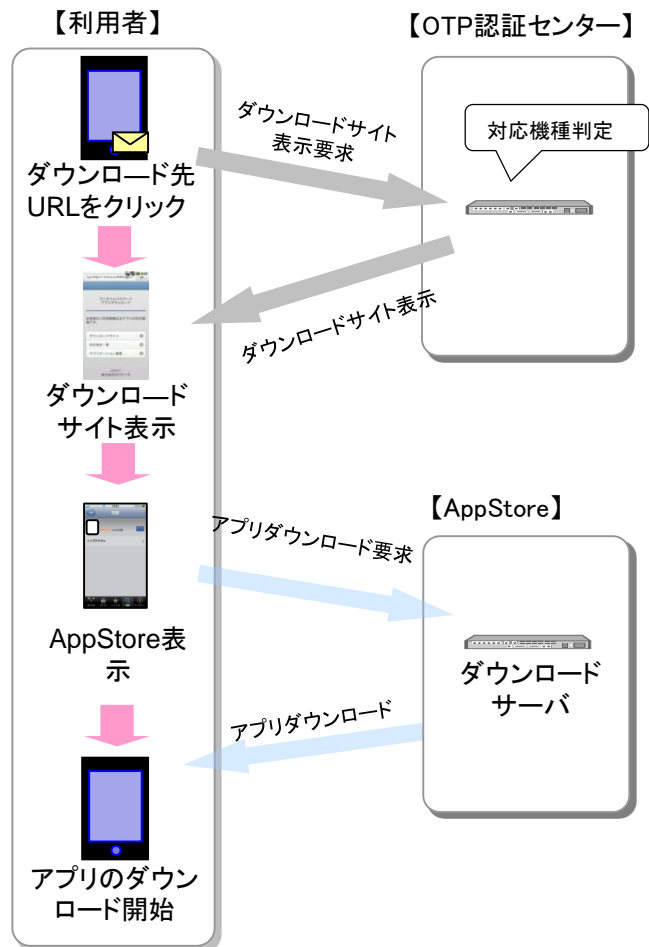 【利用者】
【OTP認証センター】
対応機種判定
ダウンロードサイト
表示要求
ダウンロード先
URLをクリック
ダウンロードサイト表示
ダウンロード
サイト表示
【AppStore】
アプリダウンロード要求
AppStore表
示
ダウンロード
サーバ
アプリダウンロード
アプリのダウン
ロード開始